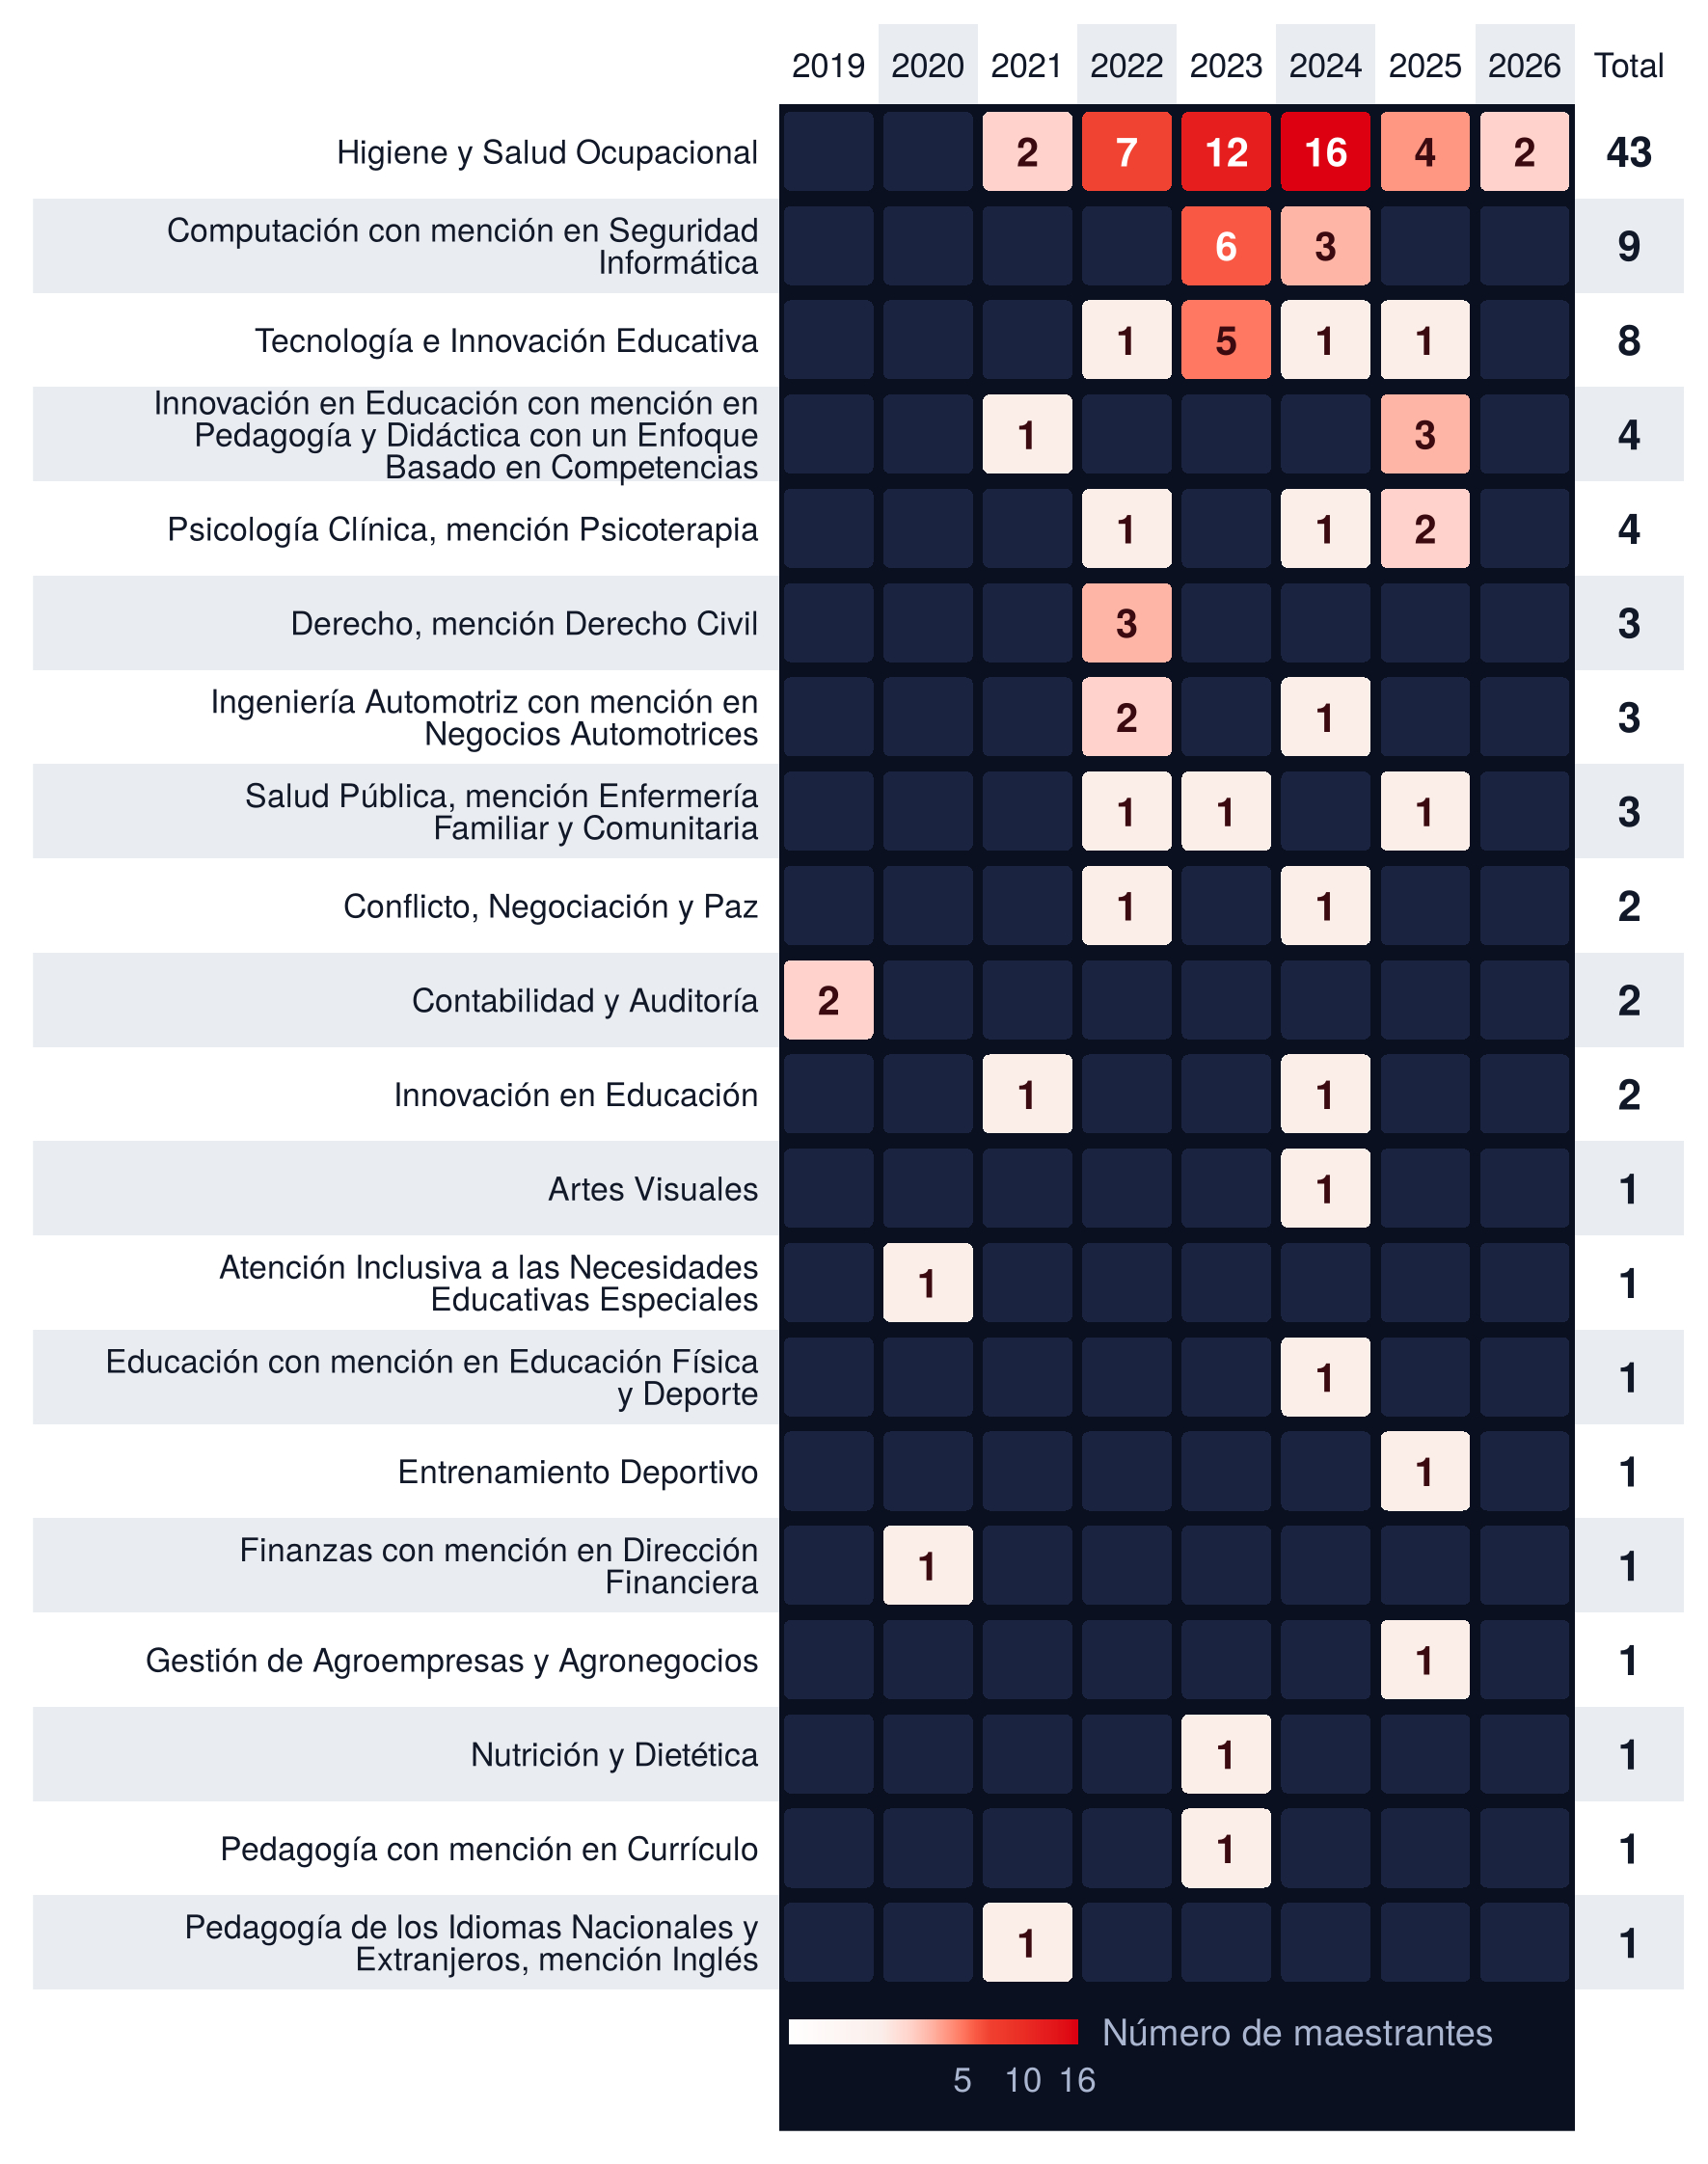 2019 2020 2021 2022 2023 2024 2025 2026 Total
Higiene y Salud Ocupacional 2 7 12 16 4 2 43
Computación con mención en Seguridad
Informática 6 3 9
Tecnología e Innovación Educativa 1 5 1 1 8
Innovación en Educación con mención en
Pedagogía y Didáctica con un Enfoque 1 3 4
Basado en Competencias
Psicología Clínica, mención Psicoterapia 1 1 2 4
Derecho, mención Derecho Civil 3 3
Ingeniería Automotriz con mención en
Negocios Automotrices 2 1 3
Salud Pública, mención Enfermería
Familiar y Comunitaria 1 1 1 3
Conflicto, Negociación y Paz 1 1 2
Contabilidad y Auditoría 2 2
Innovación en Educación 1 1 2
Artes Visuales 1 1
Atención Inclusiva a las Necesidades
Educativas Especiales 1 1
Educación con mención en Educación Física
y Deporte 1 1
Entrenamiento Deportivo 1 1
Finanzas con mención en Dirección
Financiera 1 1
Gestión de Agroempresas y Agronegocios 1 1
Nutrición y Dietética 1 1
Pedagogía con mención en Currículo 1 1
Pedagogía de los Idiomas Nacionales y
Extranjeros, mención Inglés 1 1
Número de maestrantes
5 10 16